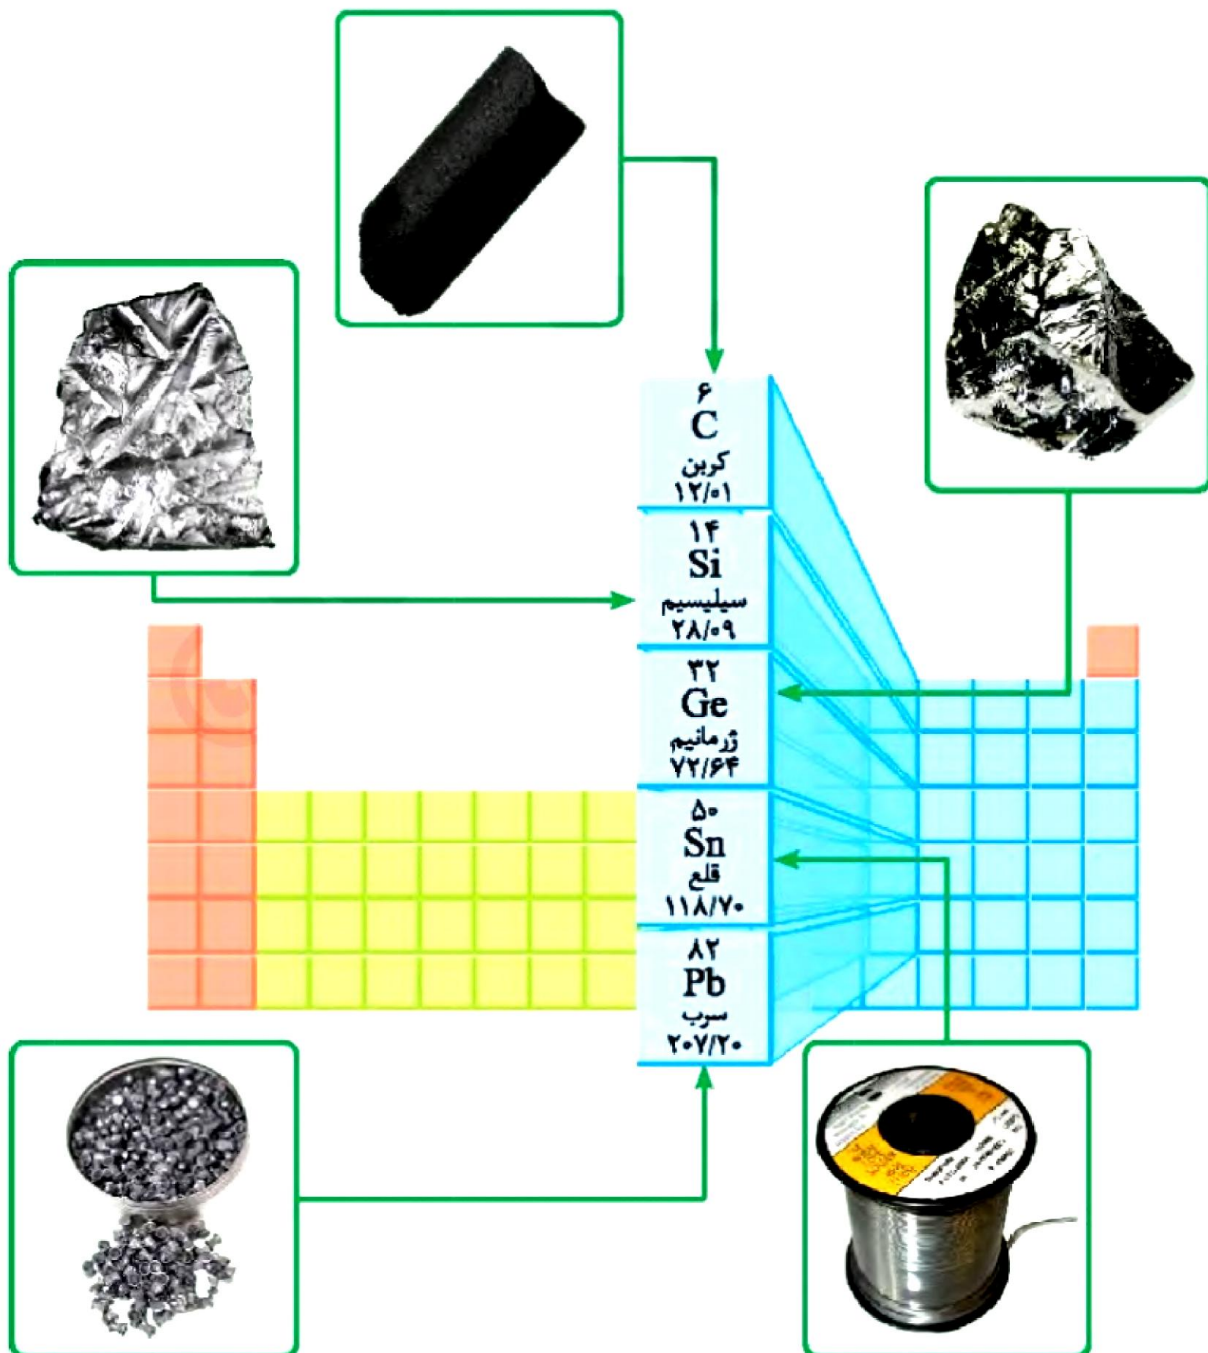 ۶
C
کربن
۱۲/۰۱
۱۴
Si
سیلیسیم
۲۸/۰۹
۳۲
Ge
ژرمانیم
۷۲/۶۴
۵۰
Sn
قلع
۱۱۸/۷۰
۸۲
Pb
سرب
۲۰۷/۲۰